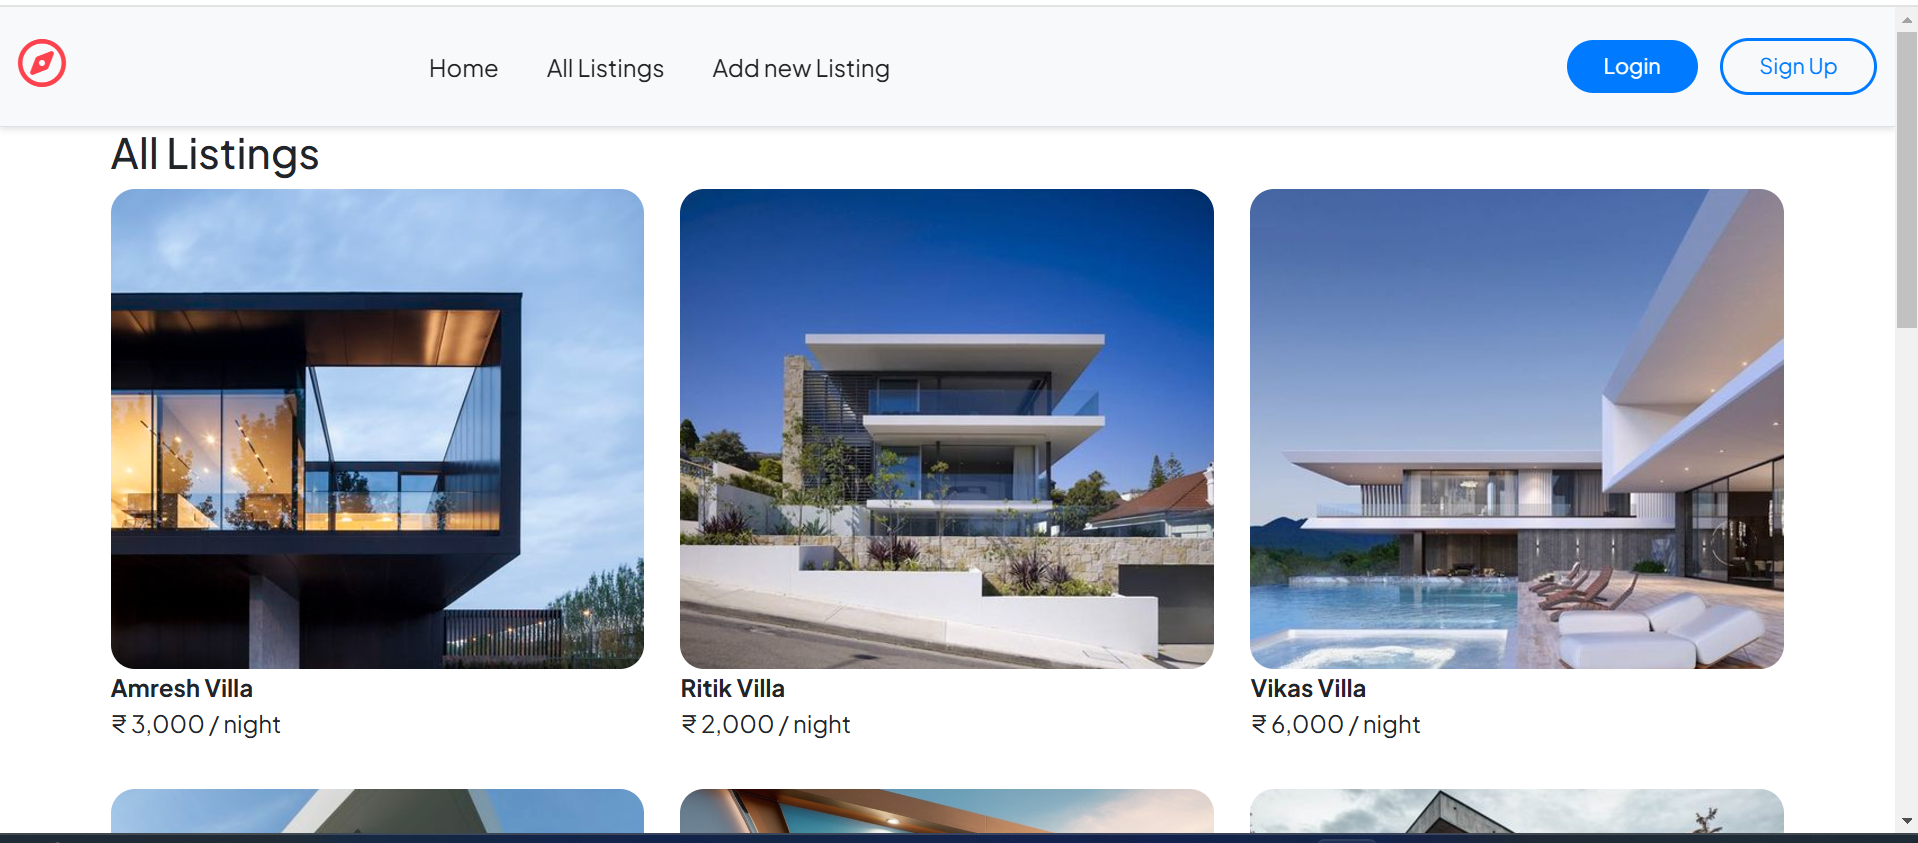 Home All Listings Add new Listing Login Sign Up
All Listings
Amresh Villa Ritik Villa Vikas Villa
₹ 3,000 / night ₹ 2,000 / night ₹ 6,000 / night